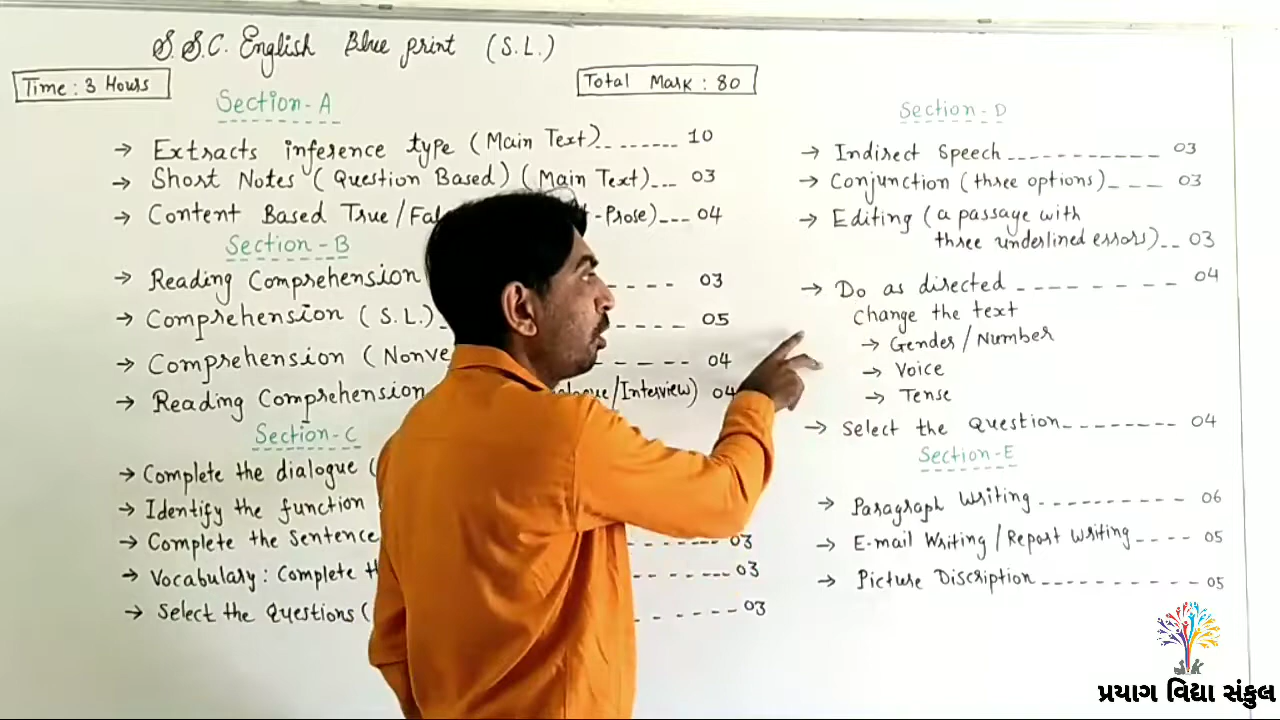 S.S.C. English Blue print (S.L.)
Time : 3 Hours
Total Mark : 80
Section-A
→ Extracts inference type (Main Text)--------- 10
→ Short Notes (Question Based) (Main Text)--- 03
→ Content Based True/ -Prose)--- 04
Section-B
→ Reading Comprehension ---- 03
→ Comprehension (S.L.) ---- 05
→ Comprehension ---- 04
→ Reading Comprehension /Interview) 04
Section-C
→ Complete the dialogue (
→ Identify the function
→ Complete the Sentence ------- 03
→ Vocabulary : Complete ------- 03
→ Select the Questions ( ------ 03
Section-D
→ Indirect Speech----------- 03
→ Conjunction (three options)--- 03
→ Editing (a passage with
three underlined errors)-- 03
→ Do as directed --------- 04
Change the text
→ Gender/Number
→ Voice
→ Tense
→ Select the Question-------- 04
Section-E
→ Paragraph Writing ---------- 06
→ E-mail Writing/Report Writing---- 05
→ Picture Discription---------- 05
પ્રયાગ વિદ્યા સંકુલ